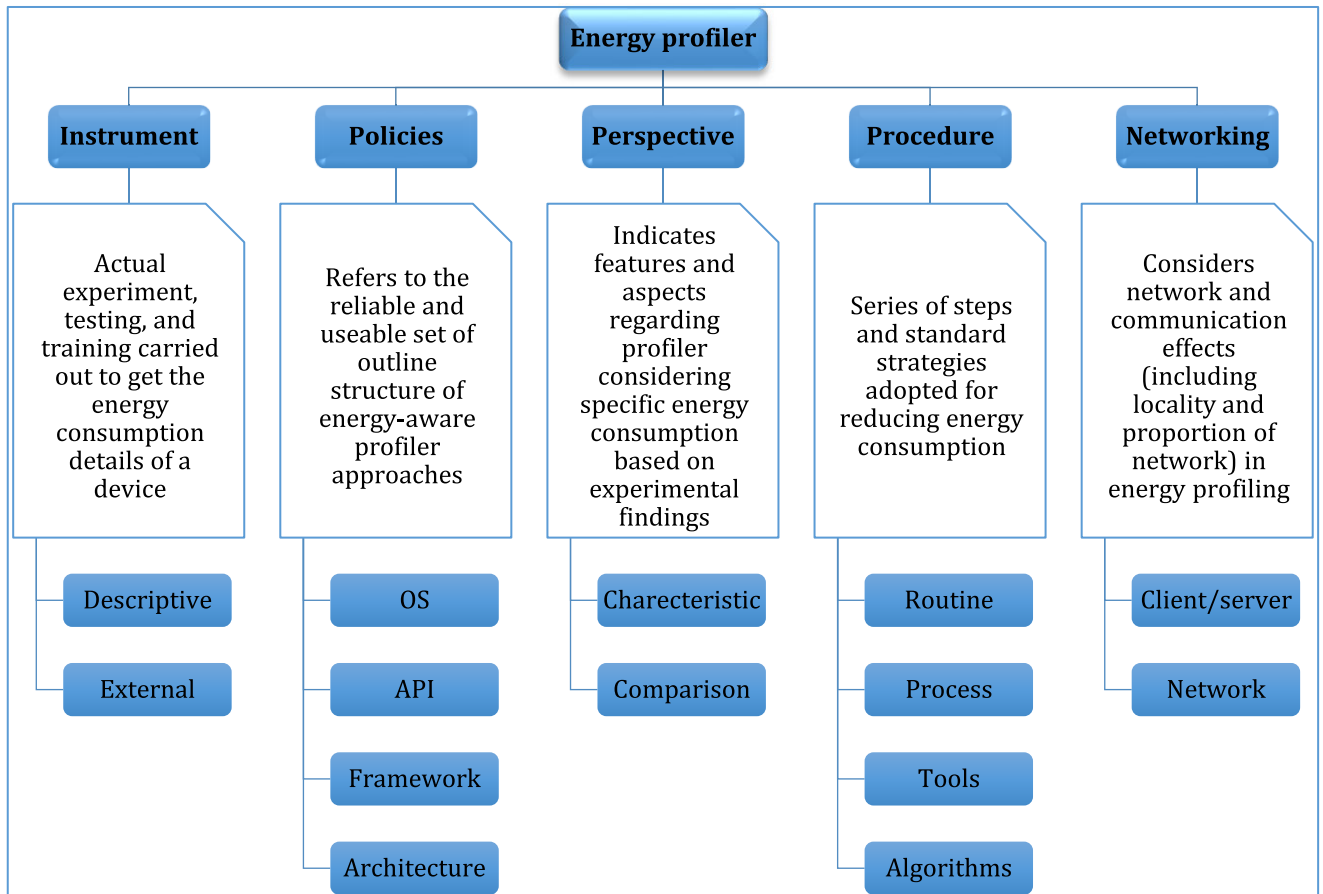 Energy profiler
Instrument
Policies
Perspective
Procedure
Networking
Actual
experiment,
testing, and
training carried
out to get the
energy
consumption
details of a
device
Refers to the
reliable and
useable set of
outline
structure of
energy-aware
profiler
approaches
Indicates
features and
aspects
regarding
profiler
considering
specific energy
consumption
based on
experimental
findings
Series of steps
and standard
strategies
adopted for
reducing energy
consumption
Considers
network and
communication
effects
(including
locality and
proportion of
network) in
energy profiling
Descriptive
External
OS
API
Framework
Architecture
Charecteristic
Comparison
Routine
Process
Tools
Algorithms
Client/server
Network